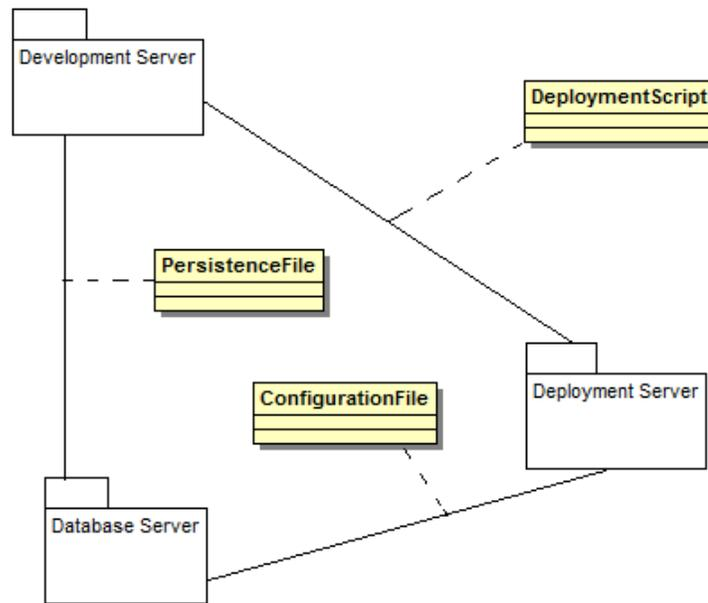 Development Server
DeploymentScript
PersistenceFile
Deployment Server
ConfigurationFile
Database Server